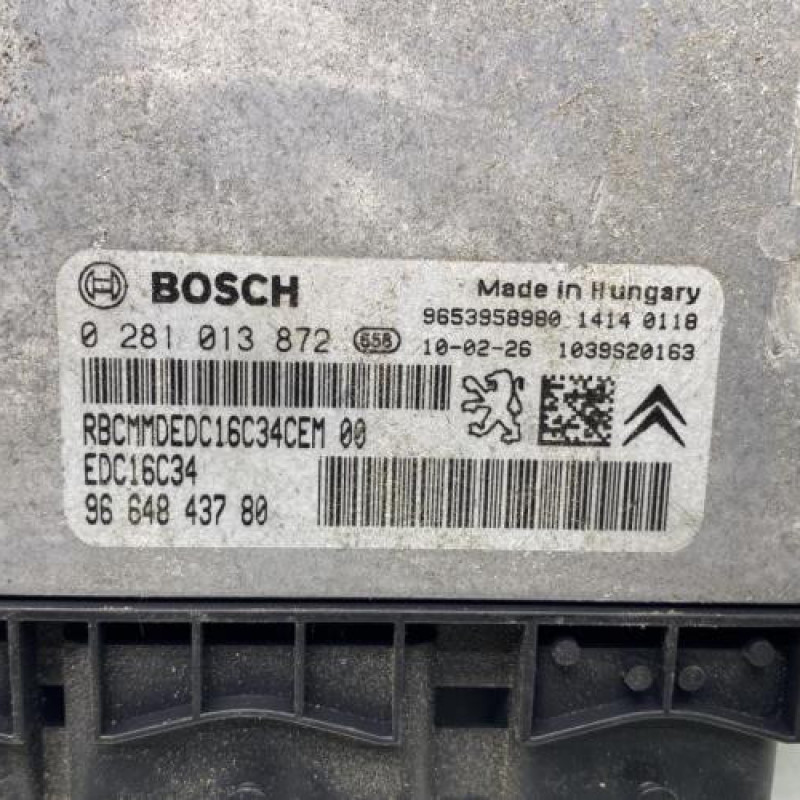 BOSCH
Made in Hungary
9653958980 1414 0118
0 281 013 872 658
10-02-26 1039S20163
RBCMMDEDC16C34CEM 00
EDC16C34
96 648 437 80